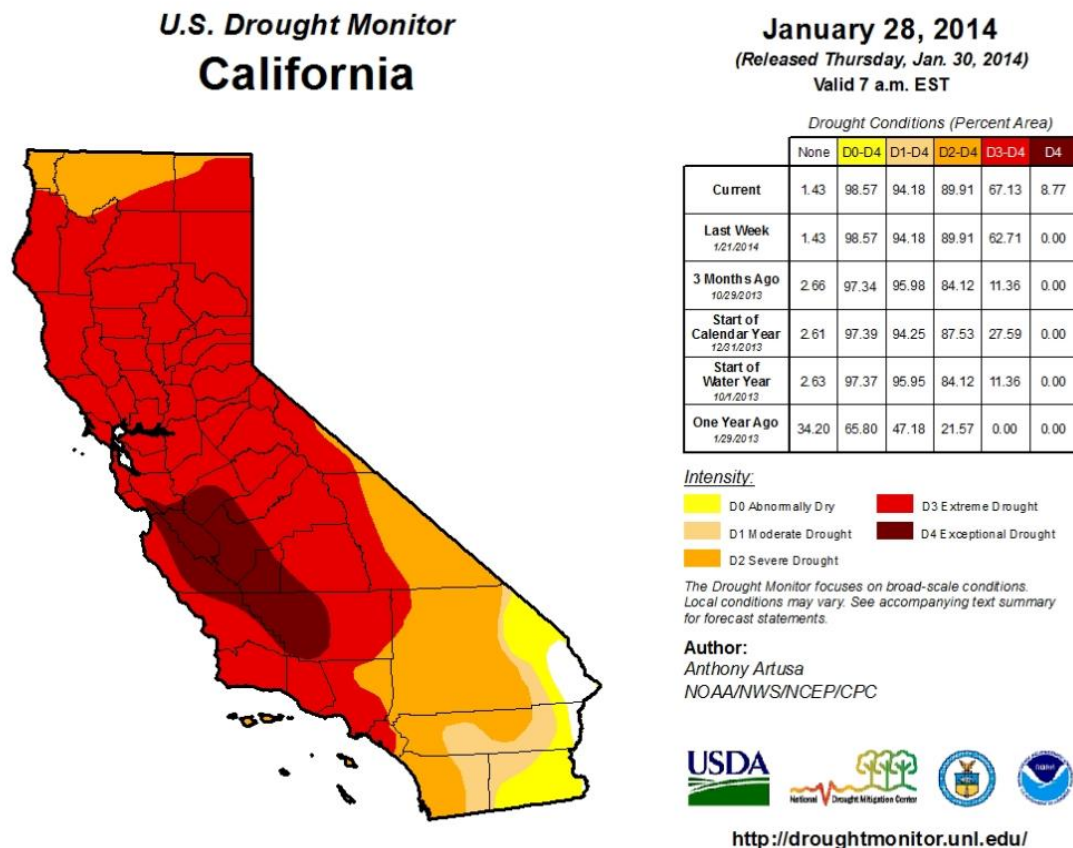 U.S. Drought Monitor
California
January 28, 2014
(Released Thursday, Jan. 30, 2014)
Valid 7 a.m. EST
Drought Conditions (Percent Area)
None D0-D4 D1-D4 D2-D4 D3-D4 D4
Current 1.43 98.57 94.18 89.91 67.13 8.77
Last Week
1/21/2014
1.43 98.57 94.18 89.91 62.71 0.00
3 Months Ago
10/29/2013
2.66 97.34 95.98 84.12 11.36 0.00
Start of
Calendar Year
12/31/2013
2.61 97.39 94.25 87.53 27.59 0.00
Start of
Water Year
10/1/2013
2.63 97.37 95.95 84.12 11.36 0.00
One Year Ago
1/29/2013
34.20 65.80 47.18 21.57 0.00 0.00
Intensity:
D0 Abnormally Dry
D1 Moderate Drought
D2 Severe Drought
D3 Extreme Drought
D4 Exceptional Drought
The Drought Monitor focuses on broad-scale conditions.
Local conditions may vary. See accompanying text summary
for forecast statements.
Author:
Anthony Artusa
NOAA/NWS/NCEP/CPC
USDA
National Drought Mitigation Center
http://droughtmonitor.unl.edu/